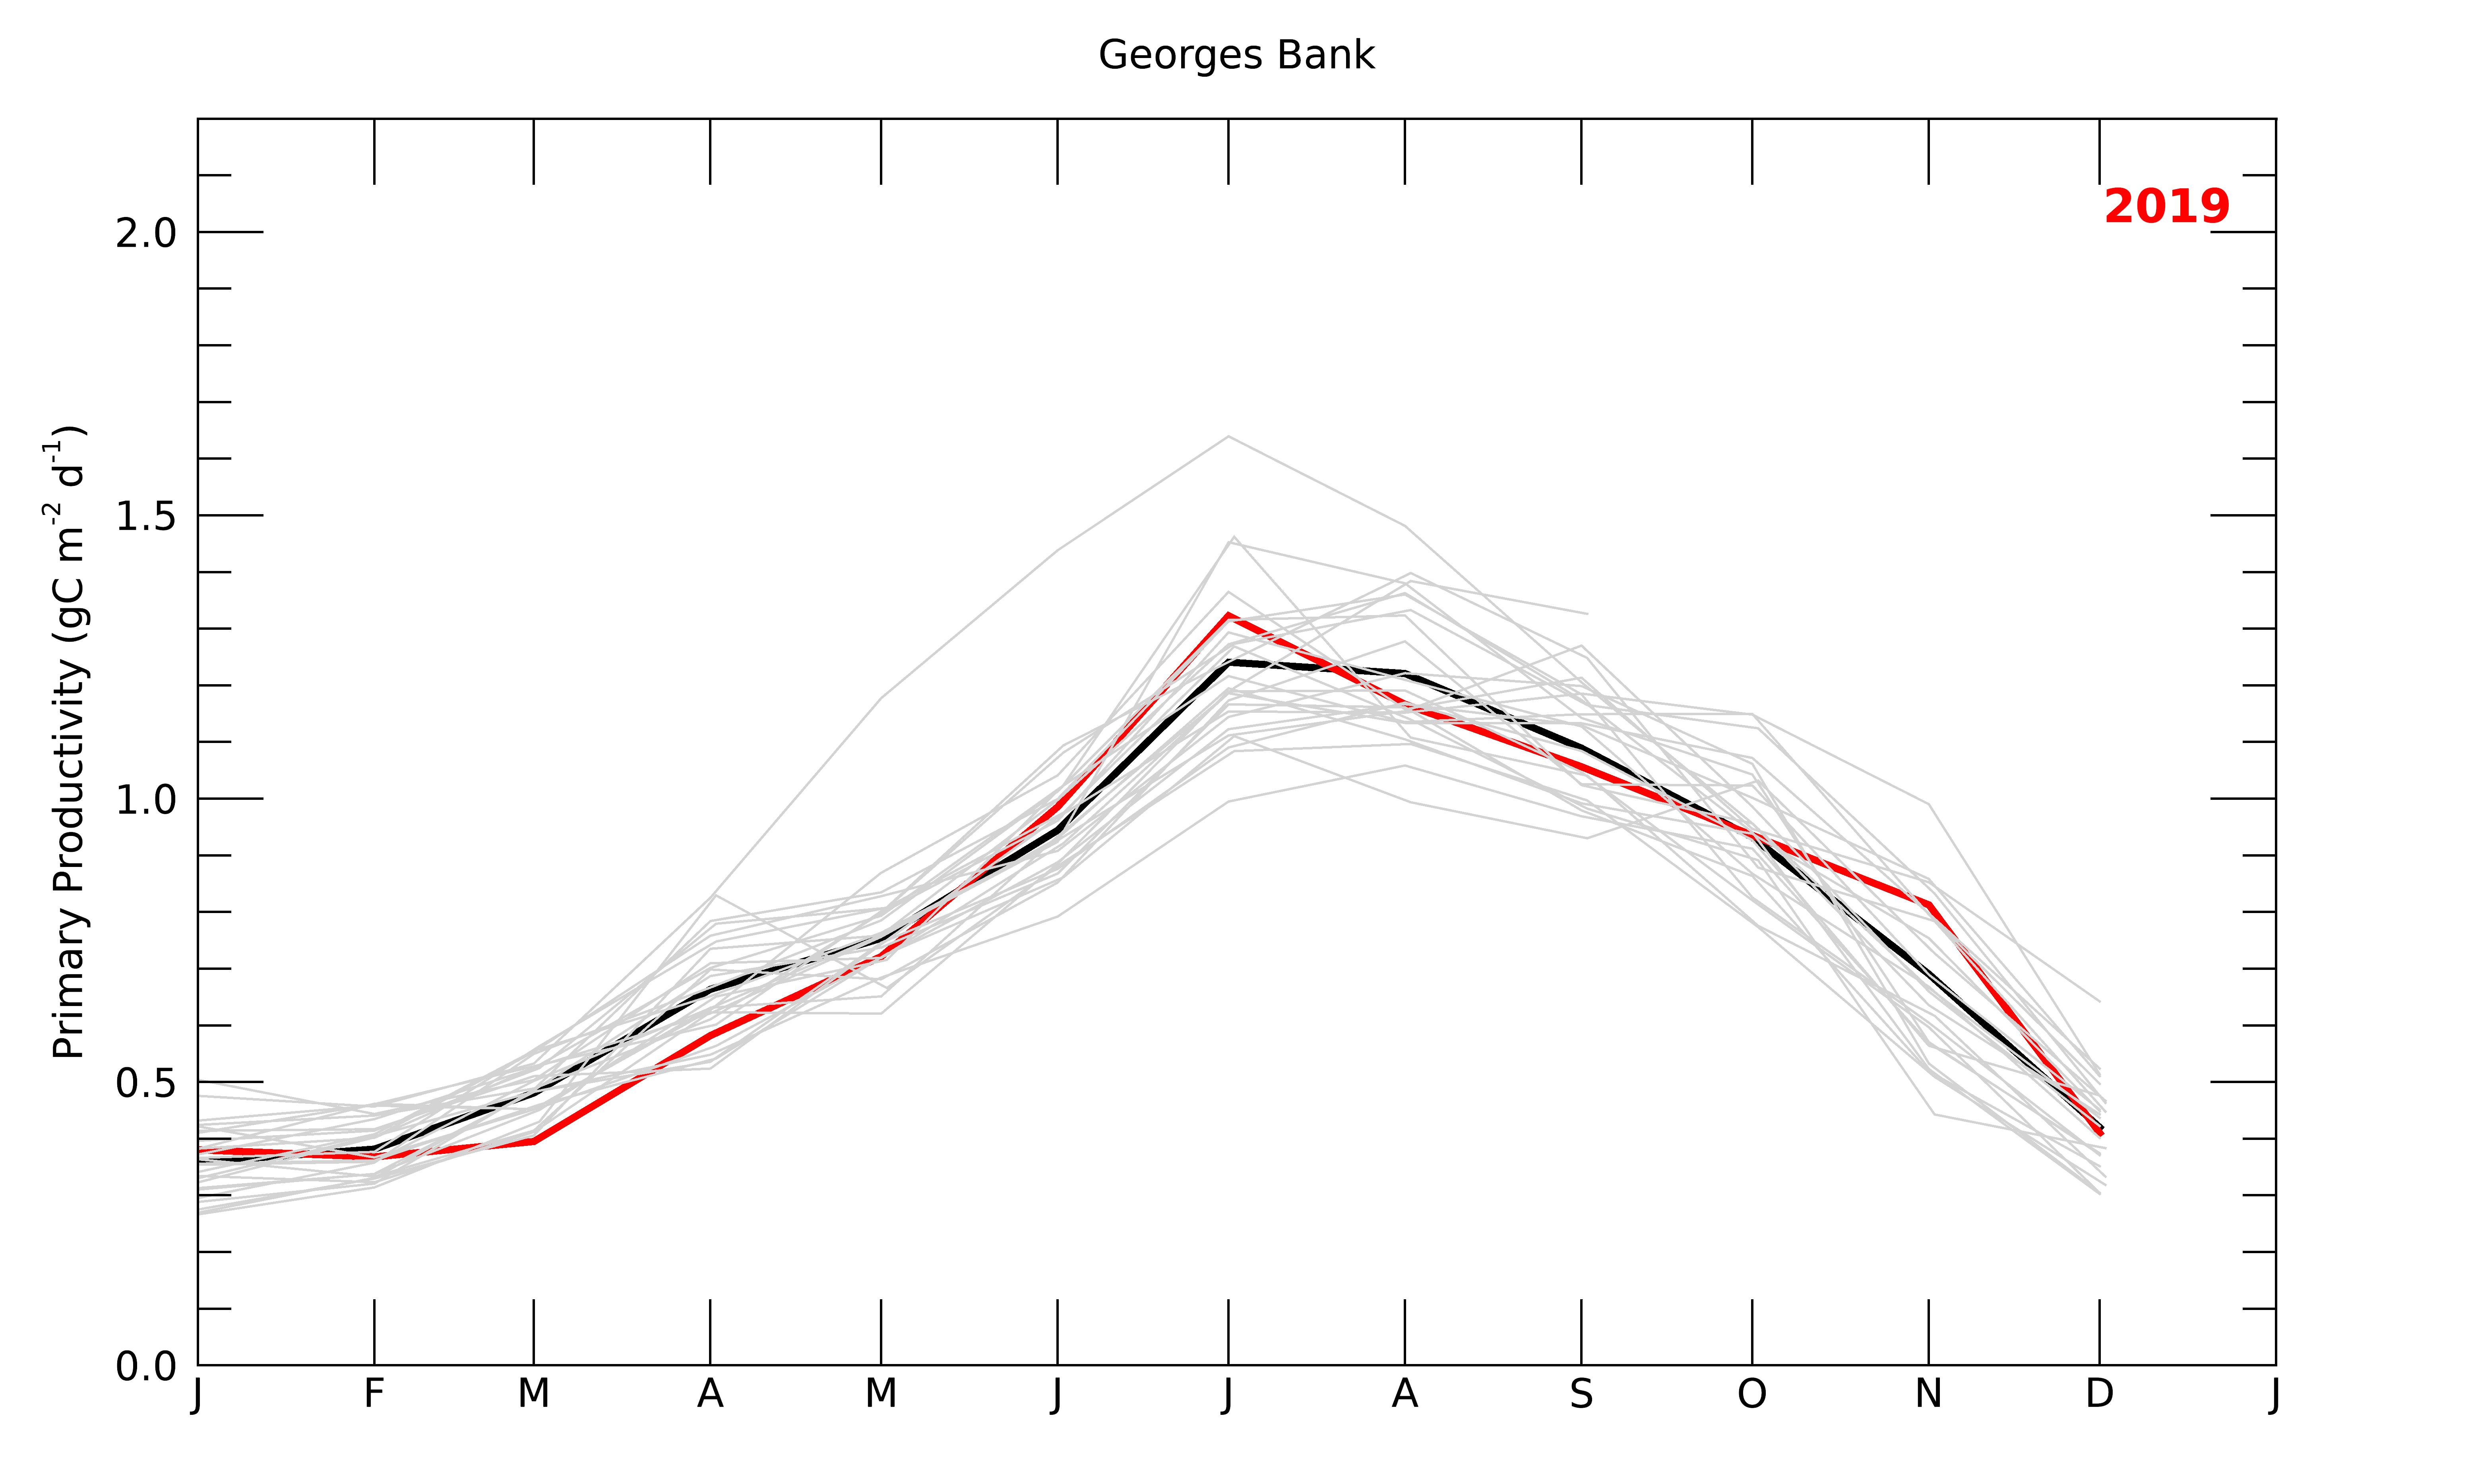 Georges Bank
2019
Primary Productivity (gC m-2 d-1)
2.0
1.5
1.0
0.5
0.0
J F M A M J J A S O N D J